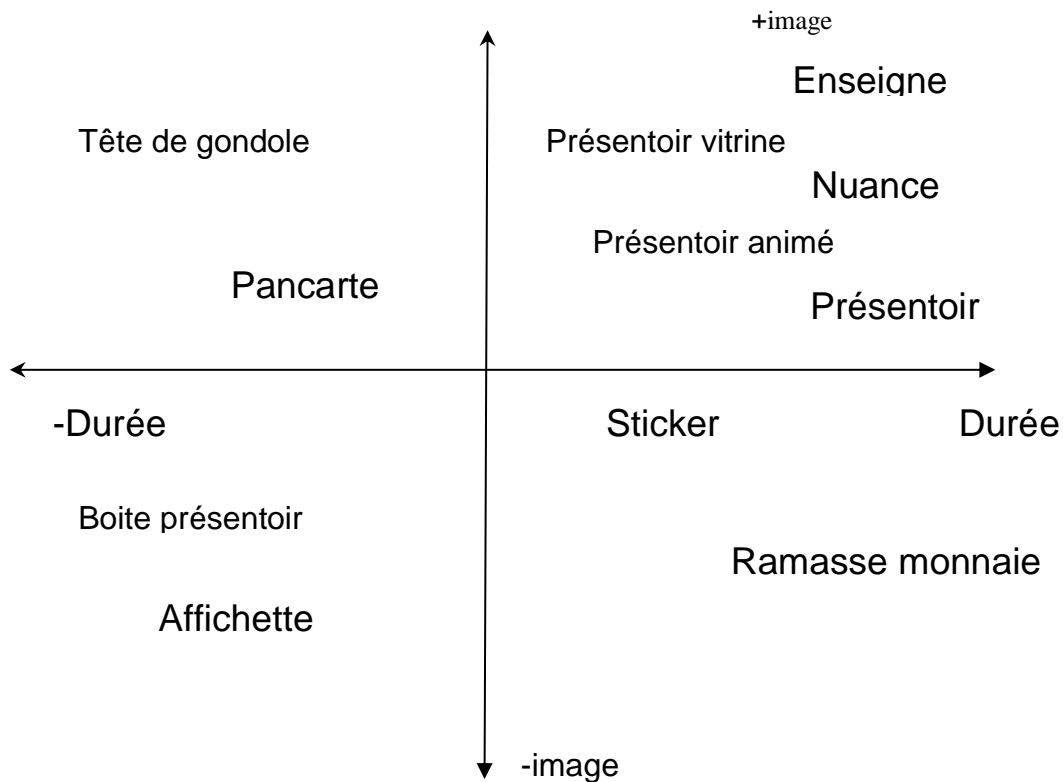 +image
Enseigne
Tête de gondole
Présentoir vitrine
Nuance
Présentoir animé
Pancarte
Présentoir
-Durée
Sticker
Durée
Boite présentoir
Ramasse monnaie
Affichette
-image